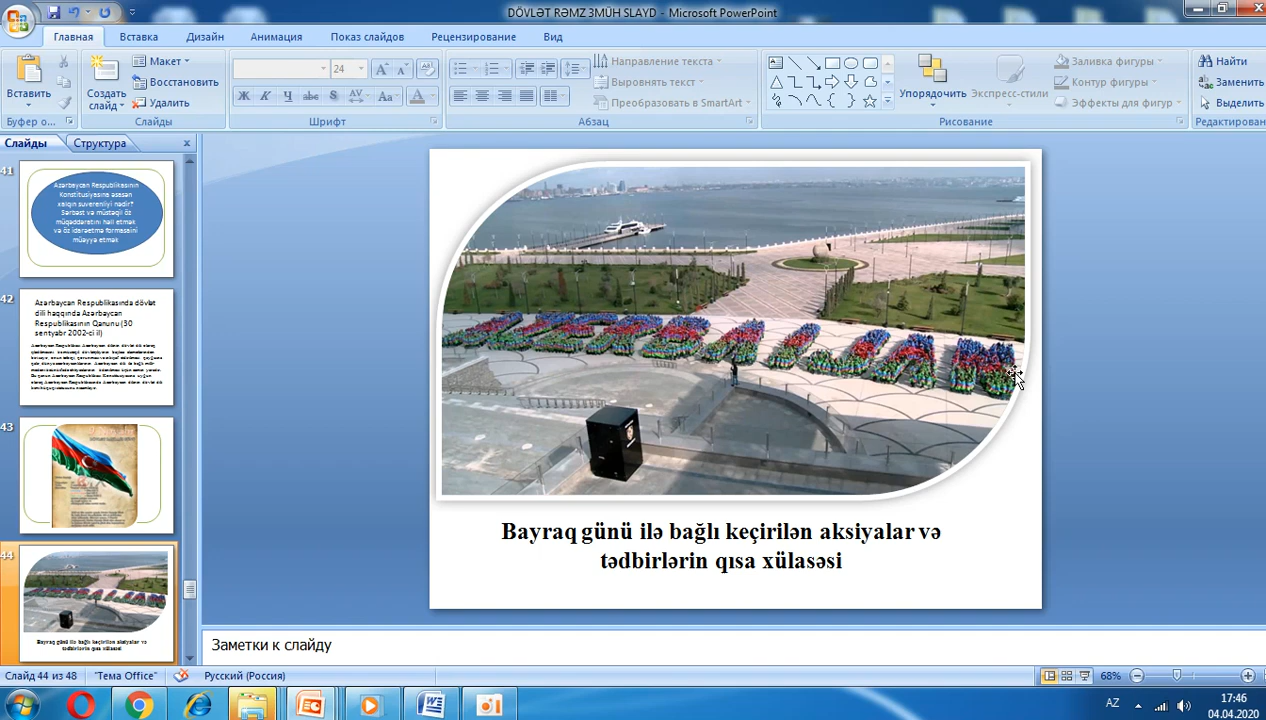 DÖVLƏT RƏMZ 3MÜH SLAYD - Microsoft PowerPoint
Главная Вставка Дизайн Анимация Показ слайдов Рецензирование Вид
Вставить
Буфер о...
Создать слайд
Макет
Восстановить
Удалить
Слайды
24
Ж К Ч abc S AV Aa A
Шрифт
Направление текста
Выровнять текст
Преобразовать в SmartArt
Абзац
Упорядочить
Экспресс-стили
Заливка фигуры
Контур фигуры
Эффекты для фигур
Рисование
Найти
Заменить
Выделить
Редактирован
Слайды Структура
41
Azərbaycan Respublikasının
Konstitusiyasına əsasən
xalqın suverenliyi nədir?
Sərbəst və müstəqil öz
müqəddəratını həll etmək
və öz idarəetmə formasını
müəyyə etmək
42
Azərbaycan Respublikasında dövlət
dili haqqında Azərbaycan
Respublikasının Qanunu (30
sentyabr 2002-ci il)
43
44
Bayraq günü ilə bağlı keçirilən aksiyalar və
tədbirlərin qısa xülasəsi
Bayraq günü ilə bağlı keçirilən aksiyalar və
tədbirlərin qısa xülasəsi
Заметки к слайду
Слайд 44 из 48 "Тема Office" Русский (Россия) 68%
AZ 17:46
04.04.2020